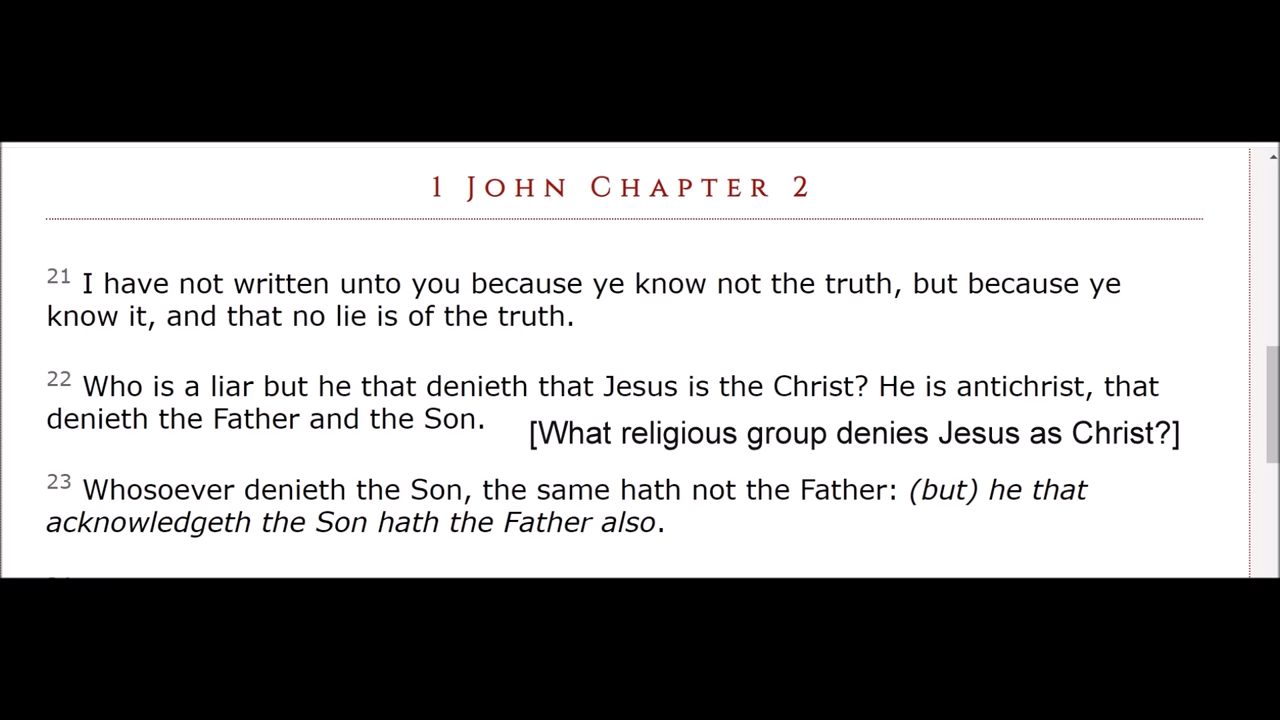 1 John Chapter 2
21 I have not written unto you because ye know not the truth, but because ye
know it, and that no lie is of the truth.
22 Who is a liar but he that denieth that Jesus is the Christ? He is antichrist, that
denieth the Father and the Son.
[What religious group denies Jesus as Christ?]
23 Whosoever denieth the Son, the same hath not the Father: (but) he that
acknowledgeth the Son hath the Father also.